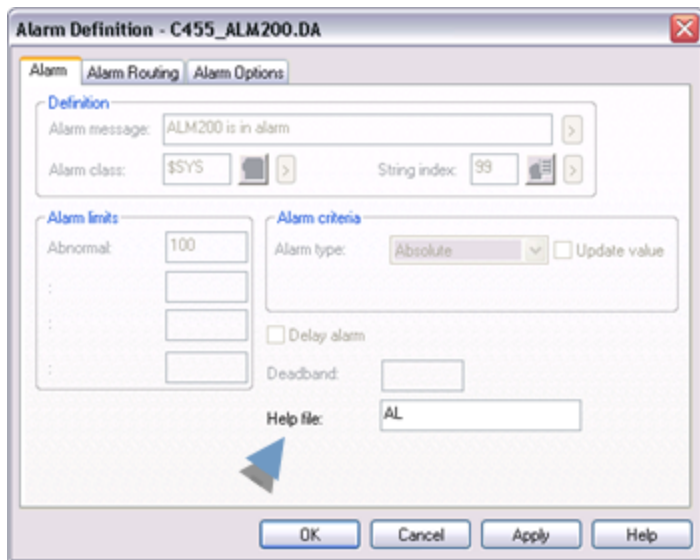 Alarm Definition - C455_ALM200.DA
Alarm Alarm Routing Alarm Options
Definition
Alarm message: ALM200 is in alarm >
Alarm class: $SYS > String index: 99 >
Alarm limits
Abnormal: 100
:
:
:
Alarm criteria
Alarm type: Absolute Update value
Delay alarm
Deadband:
Help file: AL
OK Cancel Apply Help